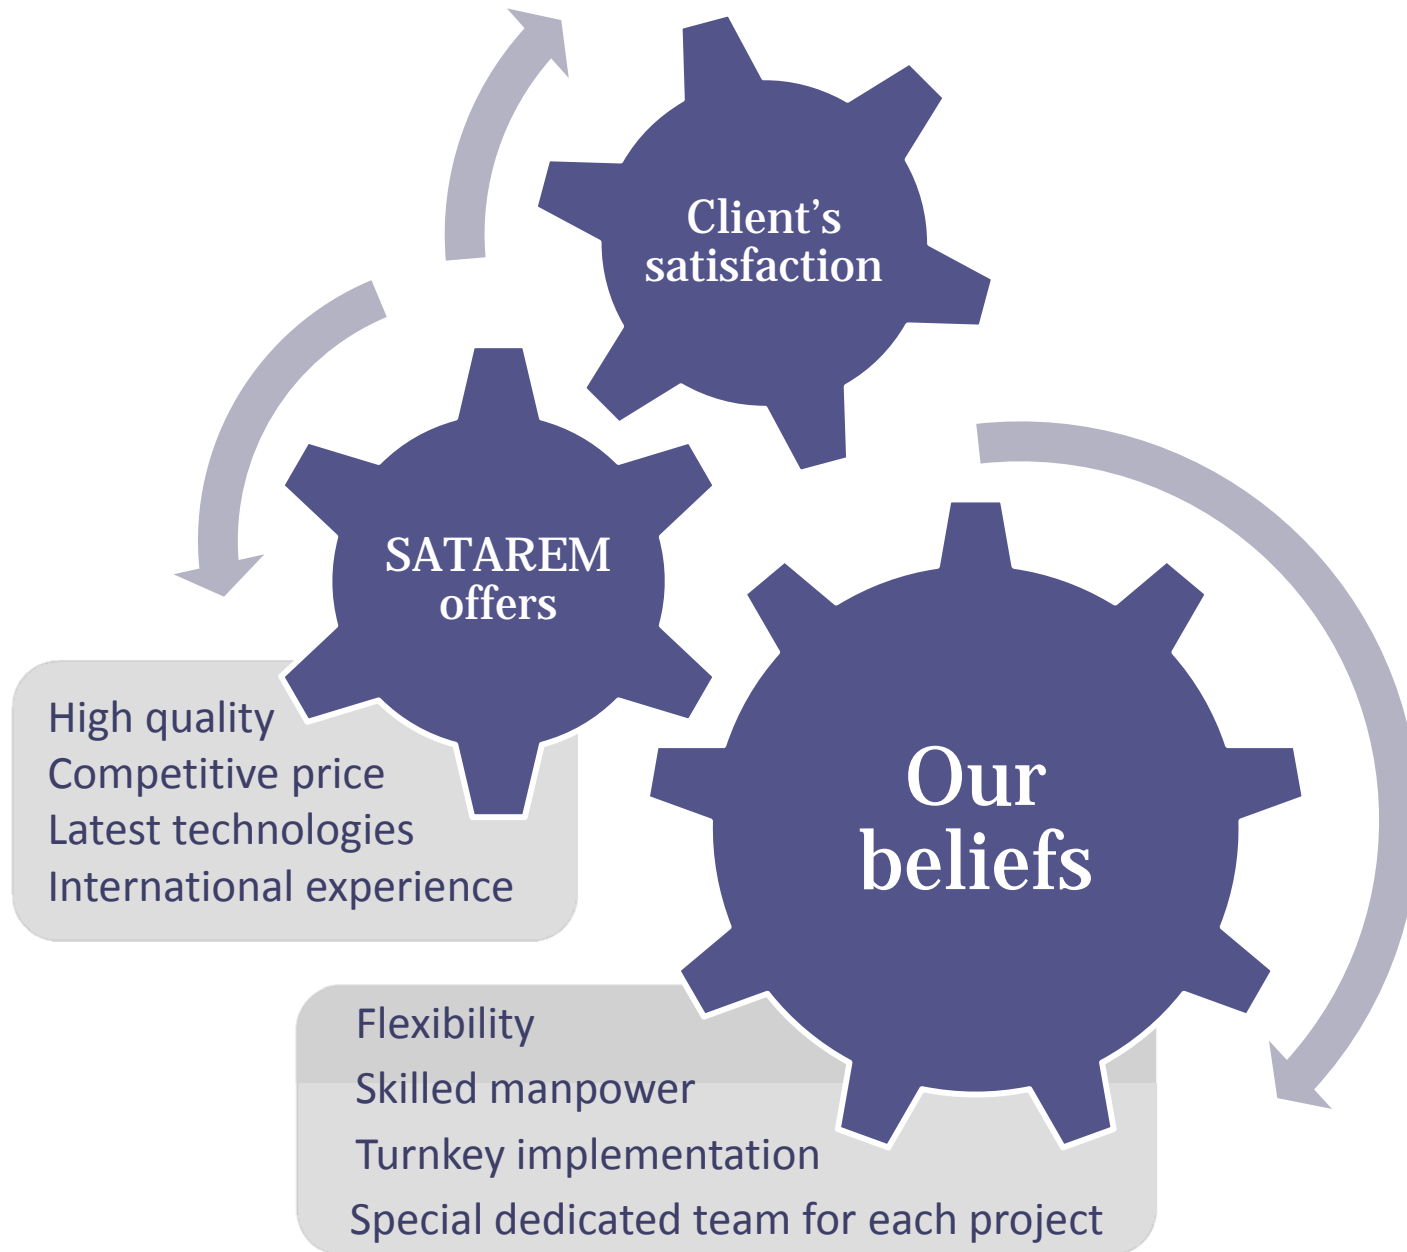 Client’s
satisfaction
SATAREM
offers
High quality
Competitive price
Latest technologies
International experience
Our
beliefs
Flexibility
Skilled manpower
Turnkey implementation
Special dedicated team for each project